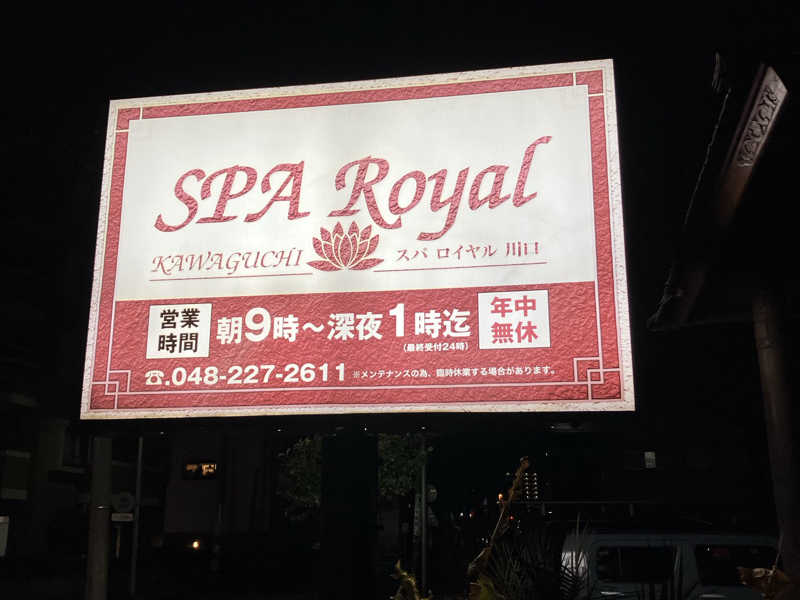 SPA Royal
KAWAGUCHI
スパ ロイヤル 川口
営業時間
朝9時～深夜1時迄
(最終受付24時)
年中無休
☎.048-227-2611
※メンテナンスの為、臨時休業する場合があります。